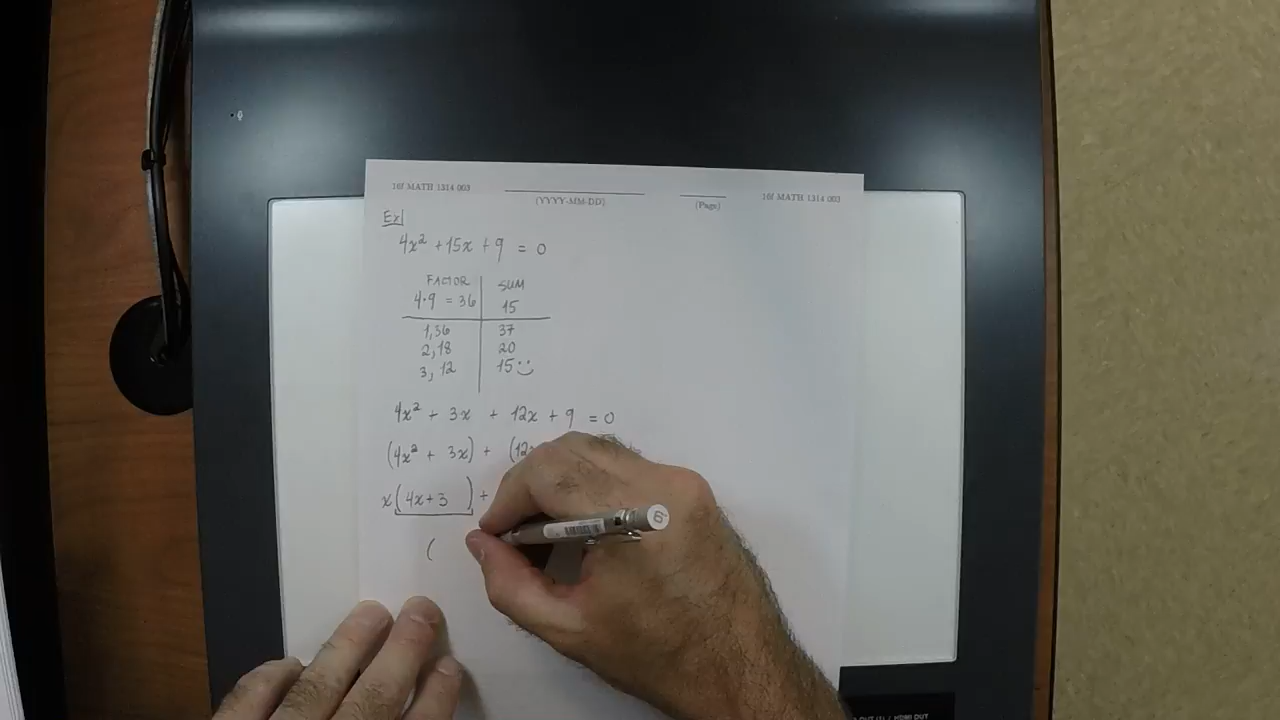 16f MATH 1314 003 (YYYY-MM-DD) (Page) 16f MATH 1314 003
Ex
4x² + 15x + 9 = 0
FACTOR SUM
4·9 = 36 15
1, 36 37
2, 18 20
3, 12 15
4x² + 3x + 12x + 9 = 0
(4x² + 3x) + (12
x(4x+3) +
(